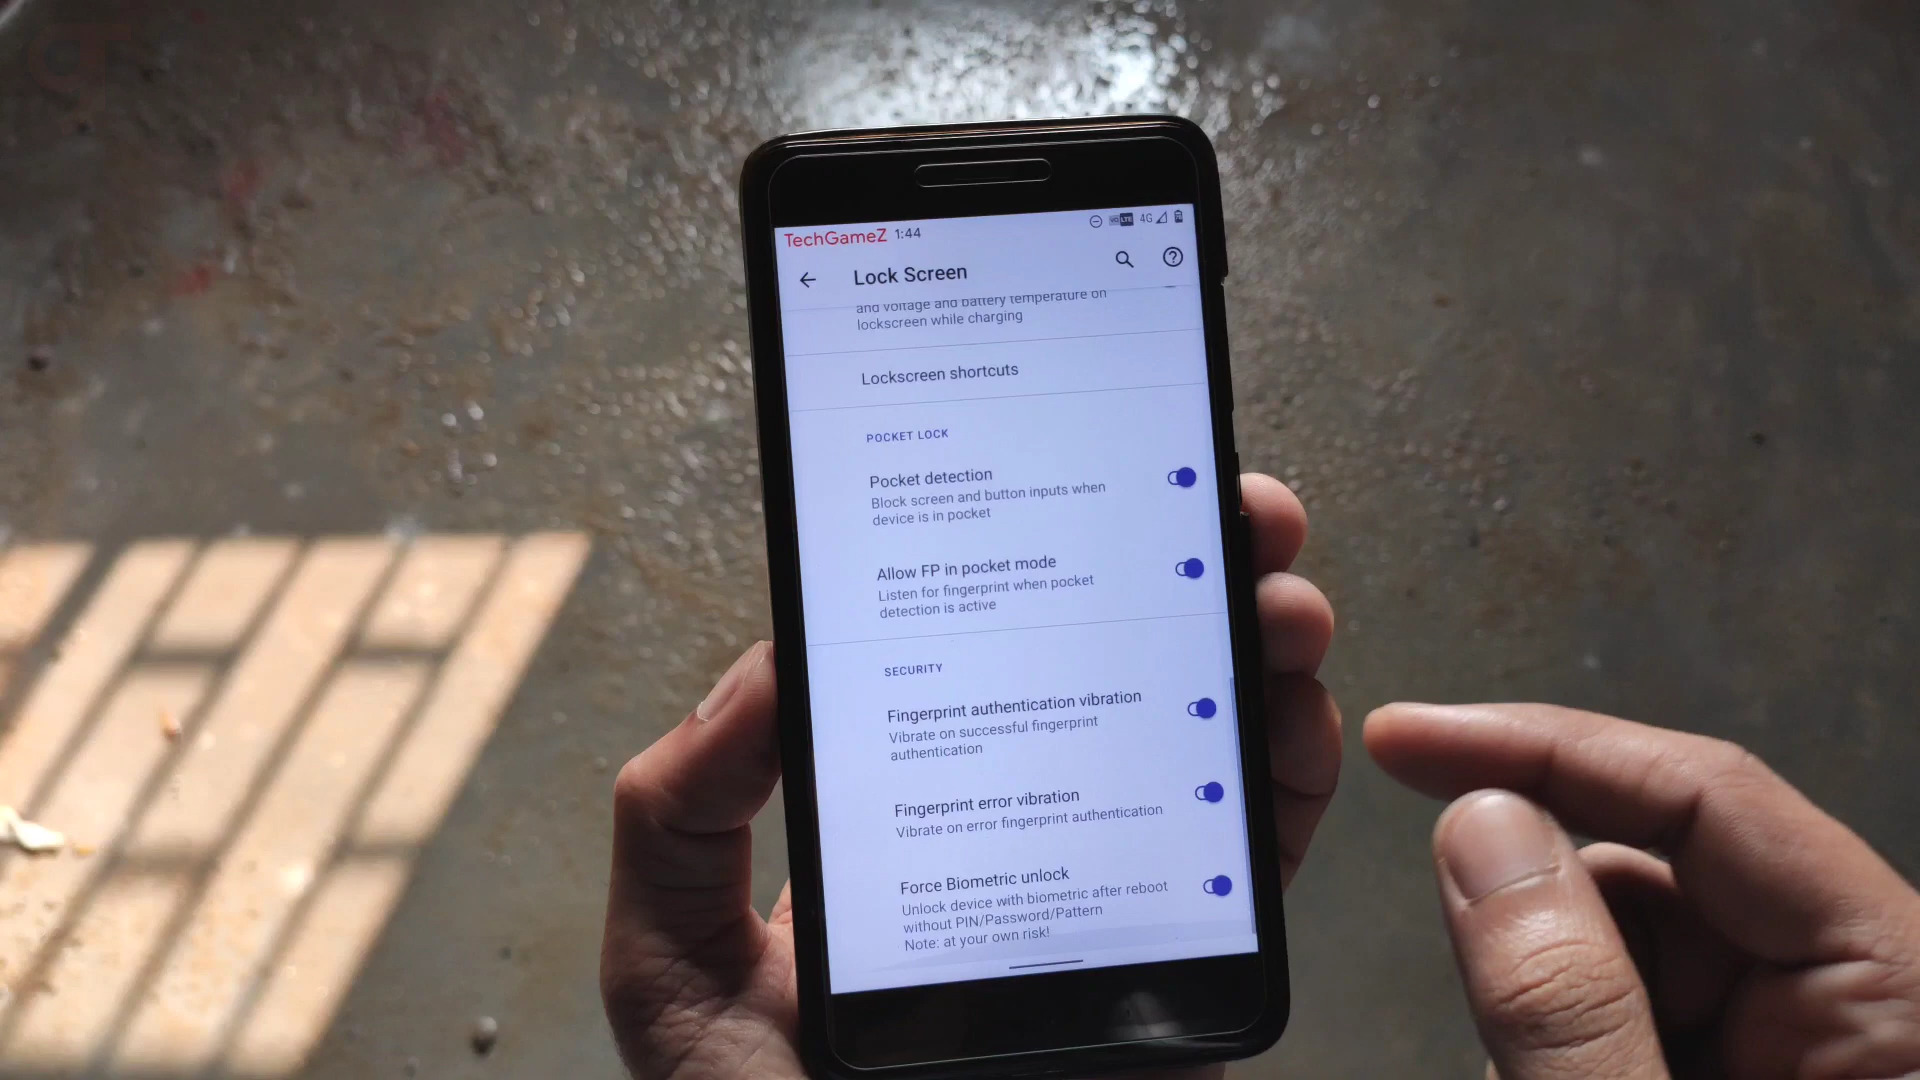 TechGameZ 1:44
VO LTE 4G
Lock Screen
and voltage and battery temperature on
lockscreen while charging
Lockscreen shortcuts
POCKET LOCK
Pocket detection
Block screen and button inputs when
device is in pocket
Allow FP in pocket mode
Listen for fingerprint when pocket
detection is active
SECURITY
Fingerprint authentication vibration
Vibrate on successful fingerprint
authentication
Fingerprint error vibration
Vibrate on error fingerprint authentication
Force Biometric unlock
Unlock device with biometric after reboot
without PIN/Password/Pattern
Note: at your own risk!